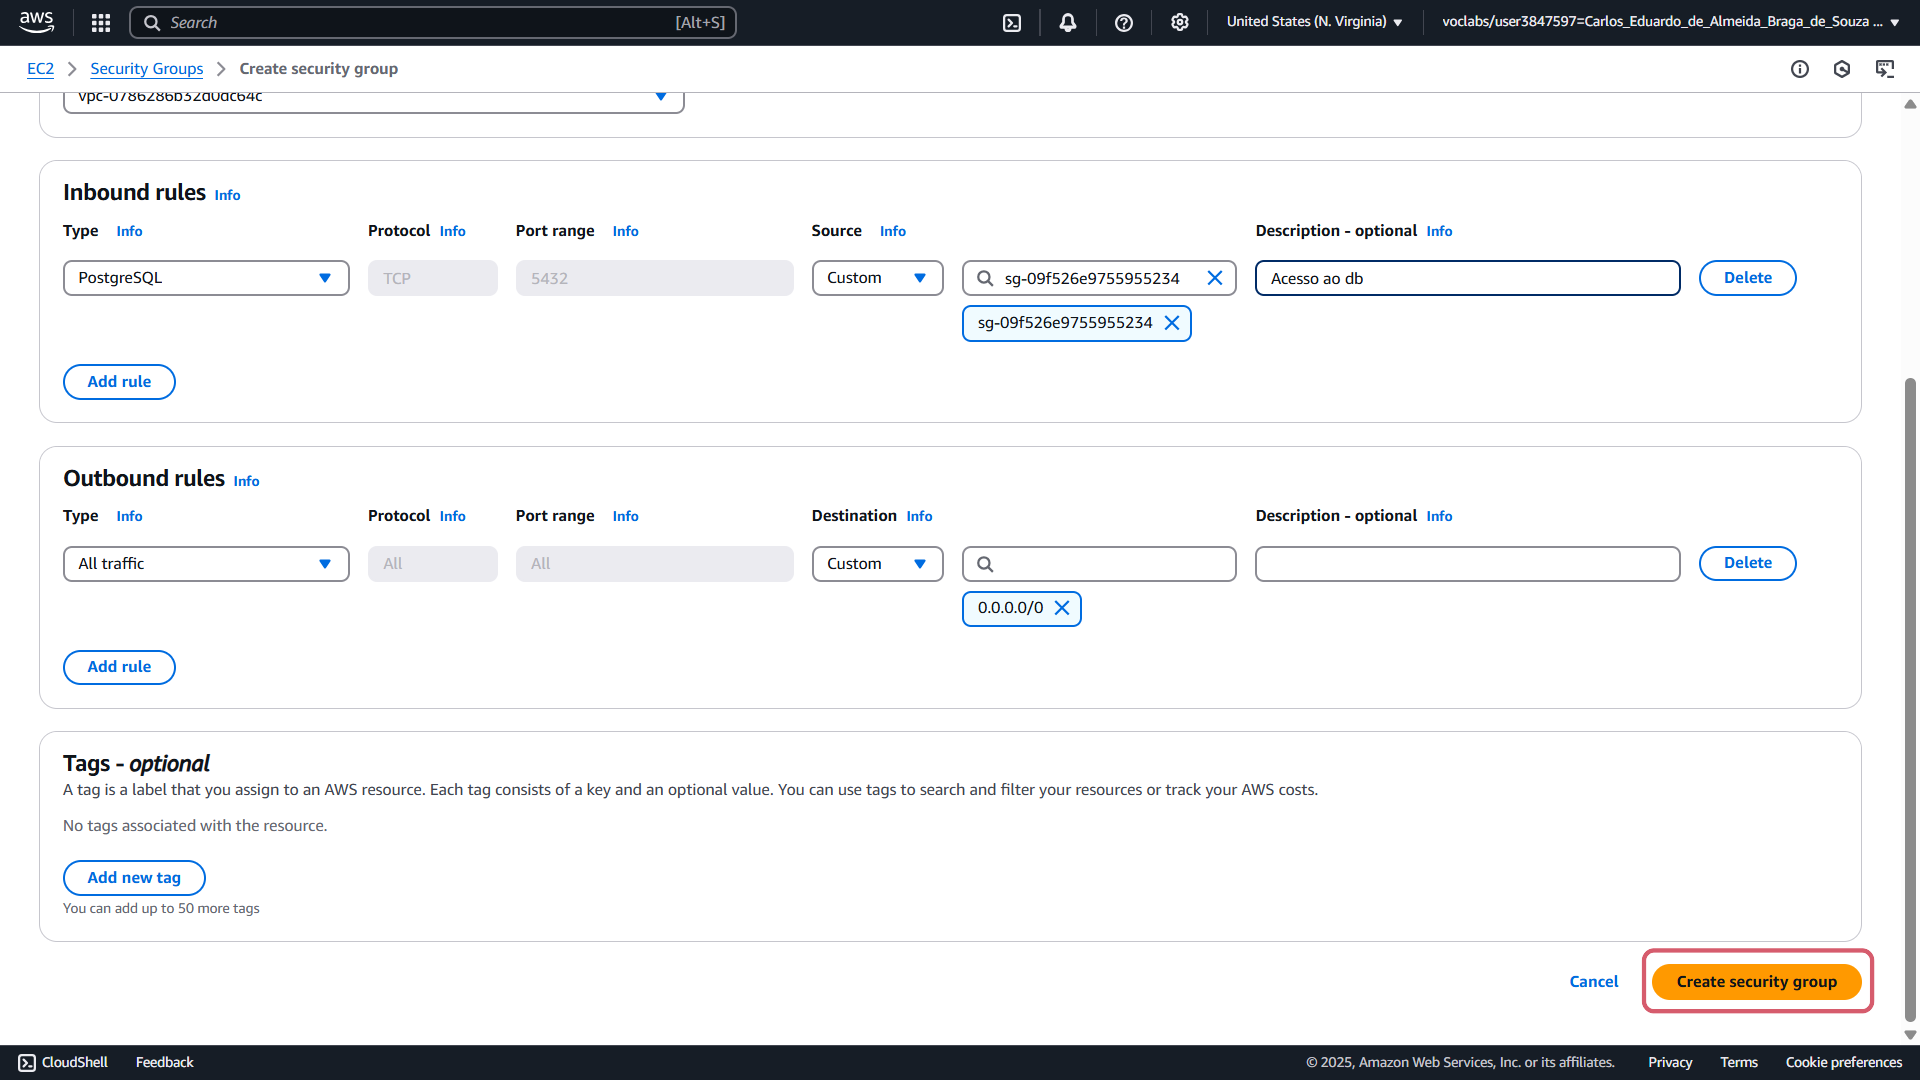 aws Search [Alt+S] United States (N. Virginia) voclabs/user3847597=Carlos_Eduardo_de_Almeida_Braga_de_Souza ...
EC2 Security Groups Create security group
vpc-0786286b32d0dc64c
Inbound rules Info
Type Info Protocol Info Port range Info Source Info Description - optional Info
PostgreSQL TCP 5432 Custom sg-09f526e9755955234 Acesso ao db Delete
sg-09f526e9755955234
Add rule
Outbound rules Info
Type Info Protocol Info Port range Info Destination Info Description - optional Info
All traffic All All Custom Delete
0.0.0.0/0
Add rule
Tags - optional
A tag is a label that you assign to an AWS resource. Each tag consists of a key and an optional value. You can use tags to search and filter your resources or track your AWS costs.
No tags associated with the resource.
Add new tag
You can add up to 50 more tags
Cancel Create security group
CloudShell Feedback © 2025, Amazon Web Services, Inc. or its affiliates. Privacy Terms Cookie preferences